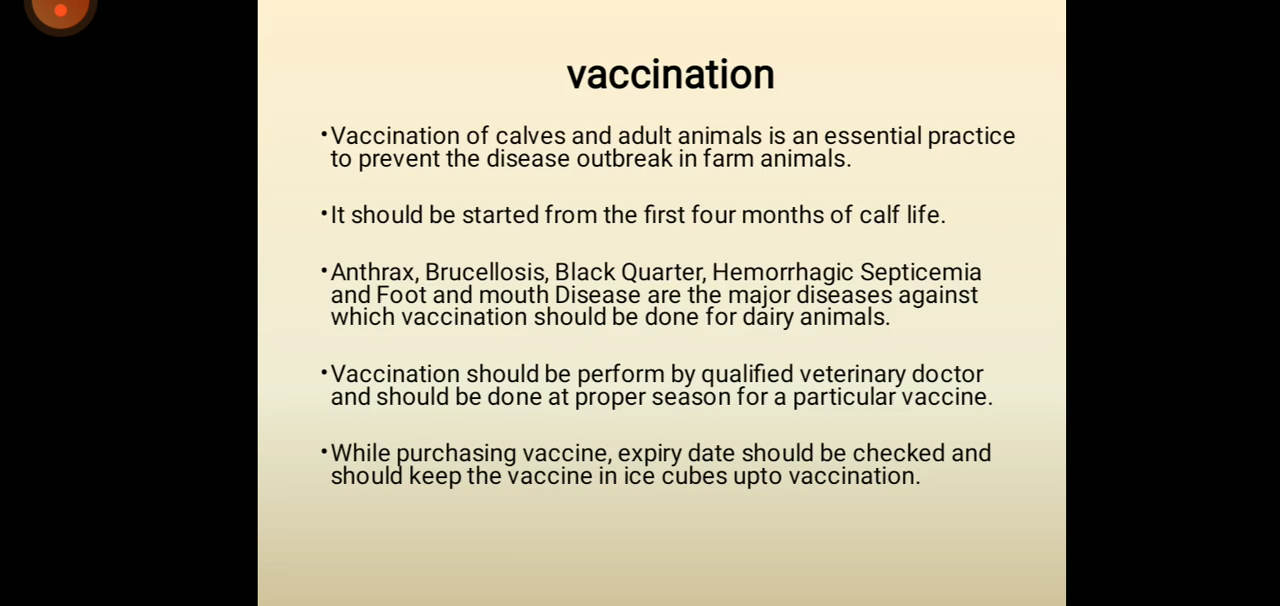 vaccination
•Vaccination of calves and adult animals is an essential practice
to prevent the disease outbreak in farm animals.
•It should be started from the first four months of calf life.
•Anthrax, Brucellosis, Black Quarter, Hemorrhagic Septicemia
and Foot and mouth Disease are the major diseases against
which vaccination should be done for dairy animals.
•Vaccination should be perform by qualified veterinary doctor
and should be done at proper season for a particular vaccine.
•While purchasing vaccine, expiry date should be checked and
should keep the vaccine in ice cubes upto vaccination.